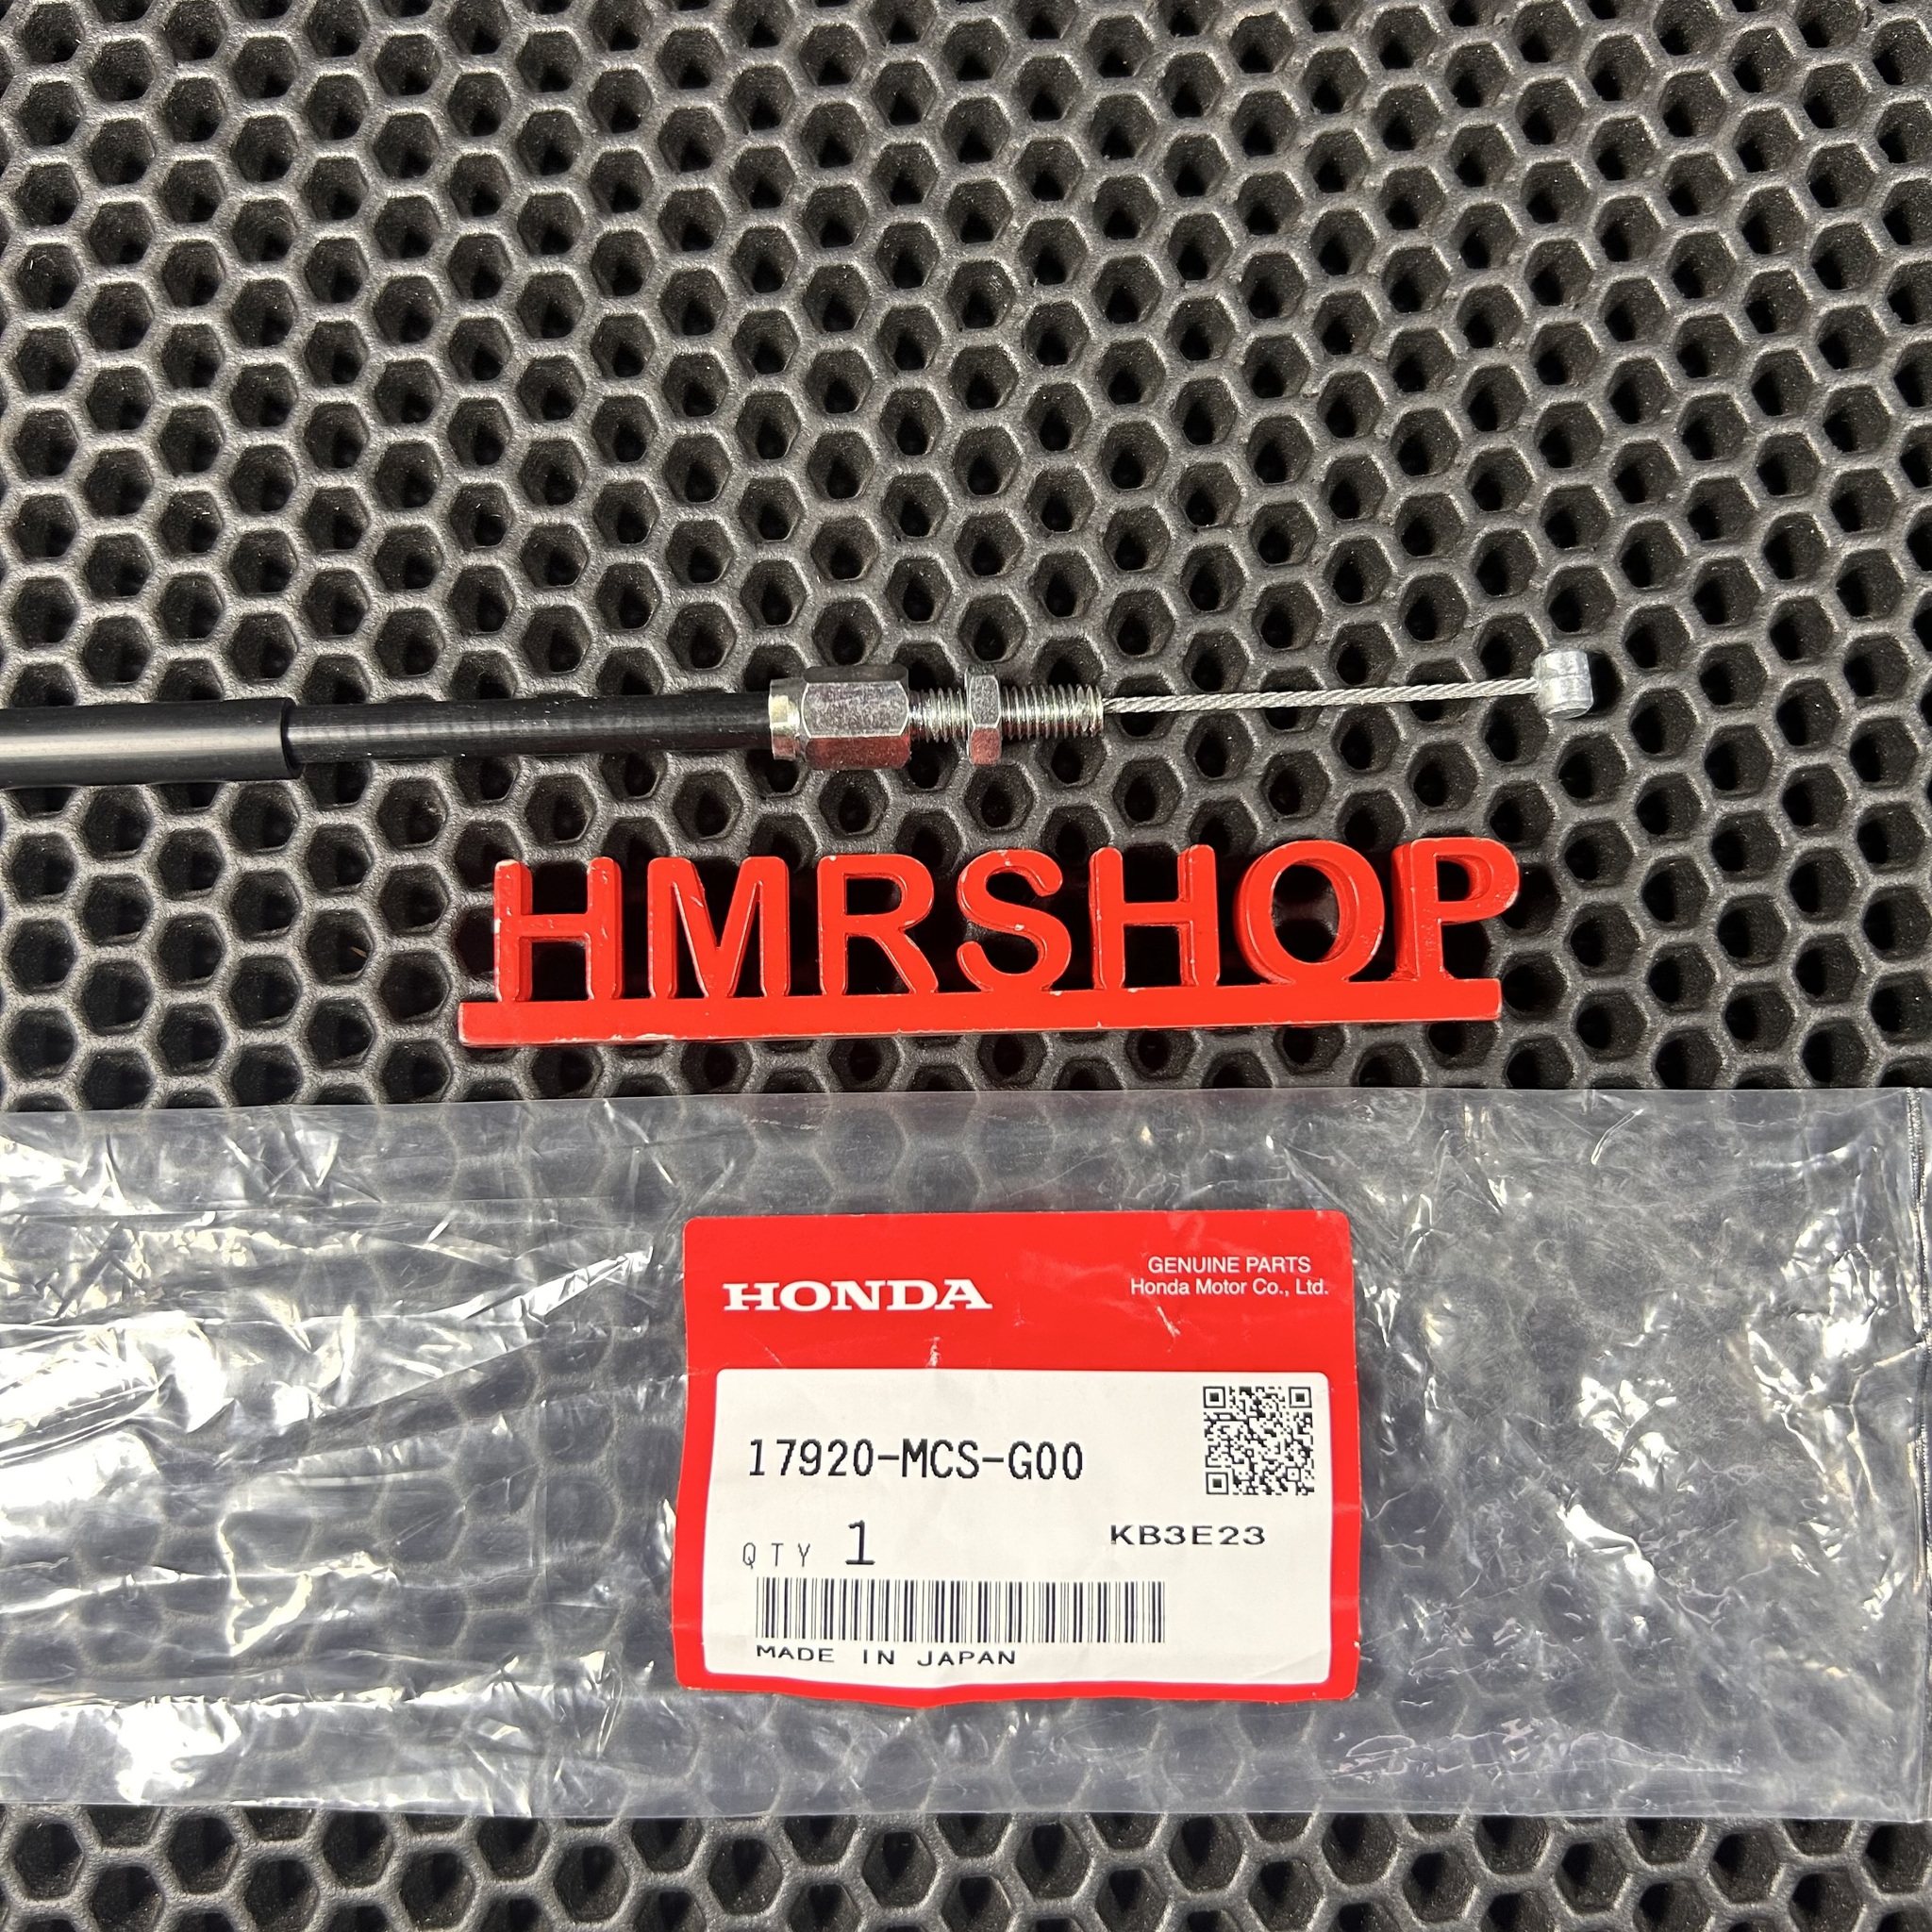 HMRSHOP
HONDA
GENUINE PARTS
Honda Motor Co., Ltd.
17920-MCS-G00
QTY 1
KB3E23
MADE IN JAPAN